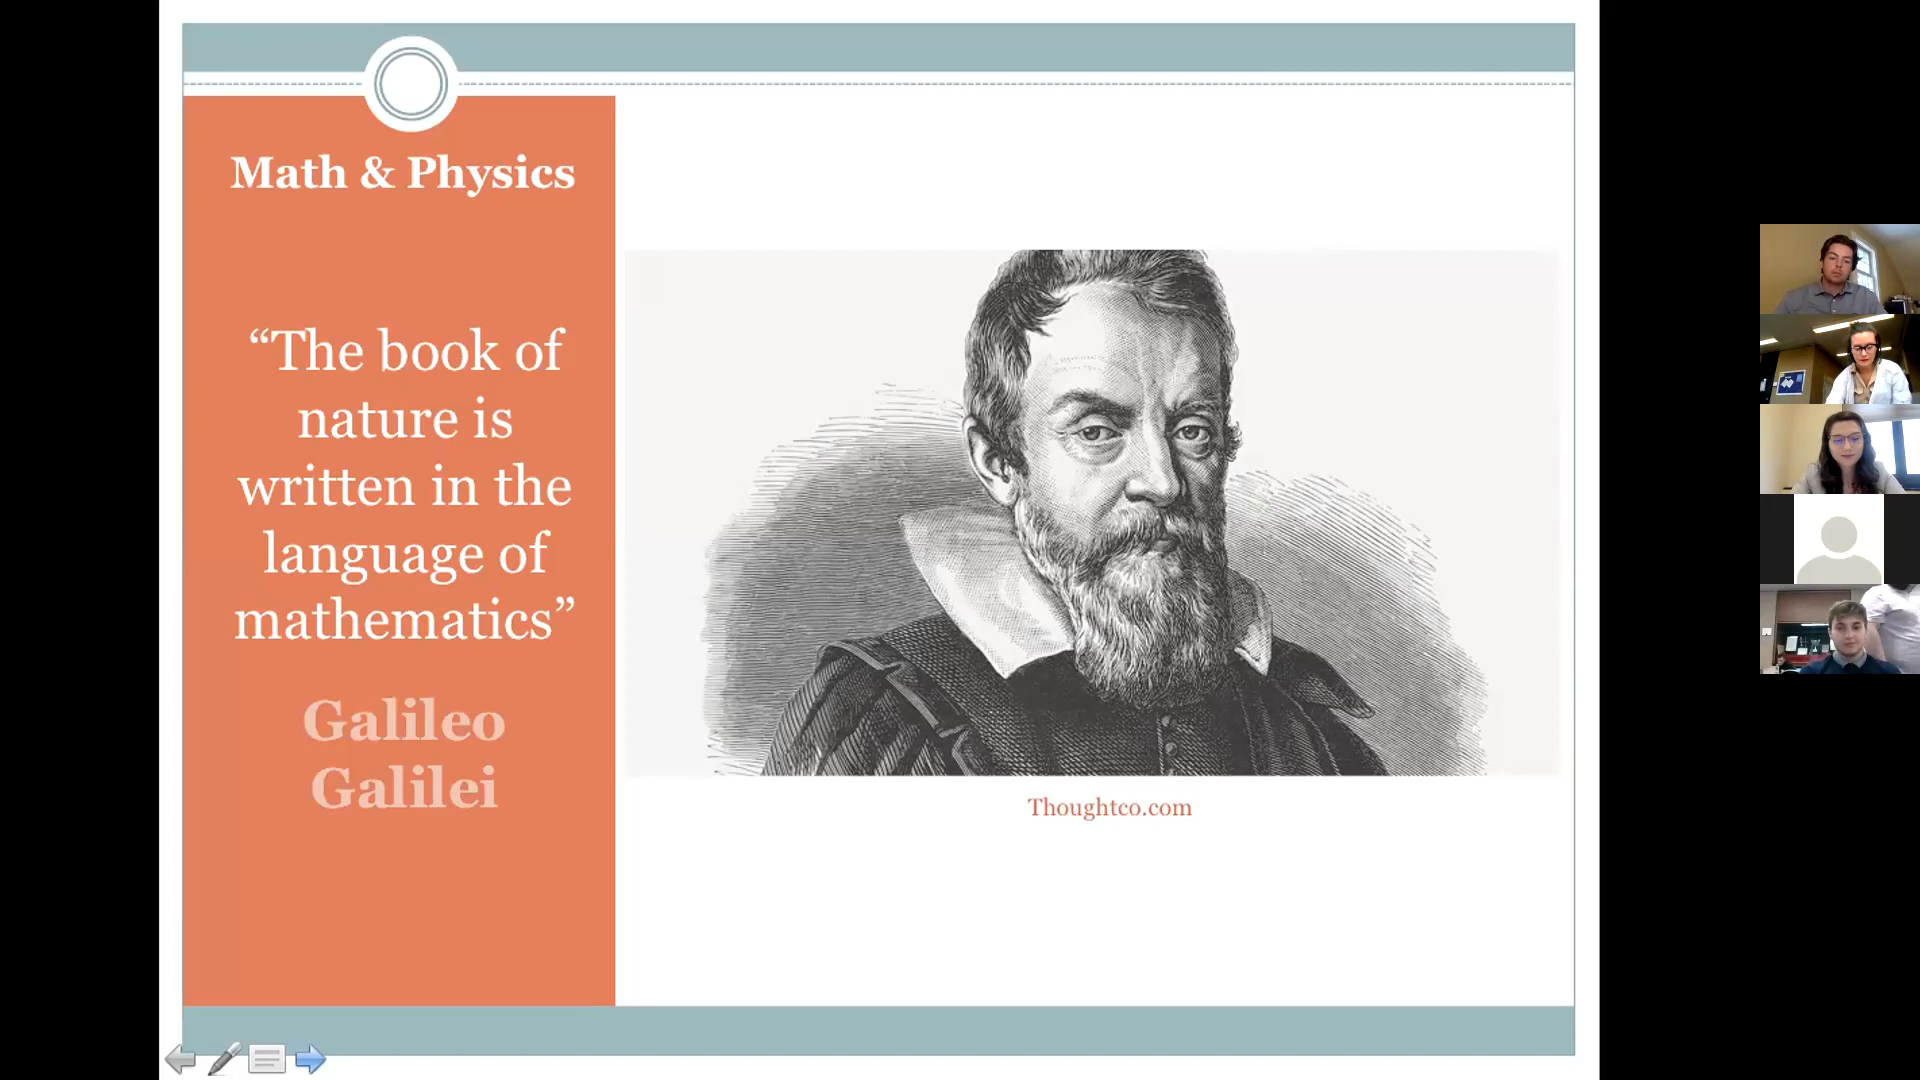 Math & Physics
“The book of
nature is
written in the
language of
mathematics”
Galileo
Galilei
Thoughtco.com